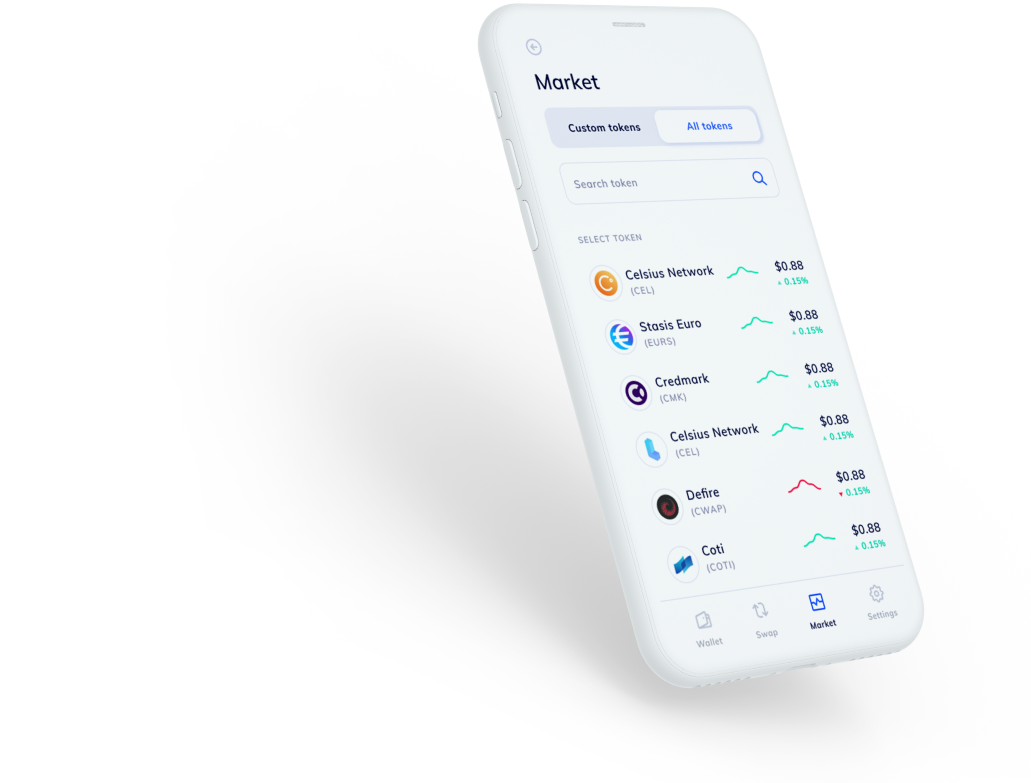 Market
Custom tokens All tokens
Search token
SELECT TOKEN
Celsius Network $0.88
(CEL) ▲ 0.15%
Stasis Euro $0.88
(EURS) ▲ 0.15%
Credmark $0.88
(CMK) ▲ 0.15%
Celsius Network $0.88
(CEL) ▲ 0.15%
Defire $0.88
(CWAP) ▼ 0.15%
Coti $0.88
(COTI) ▲ 0.15%
Wallet Swap Market Settings